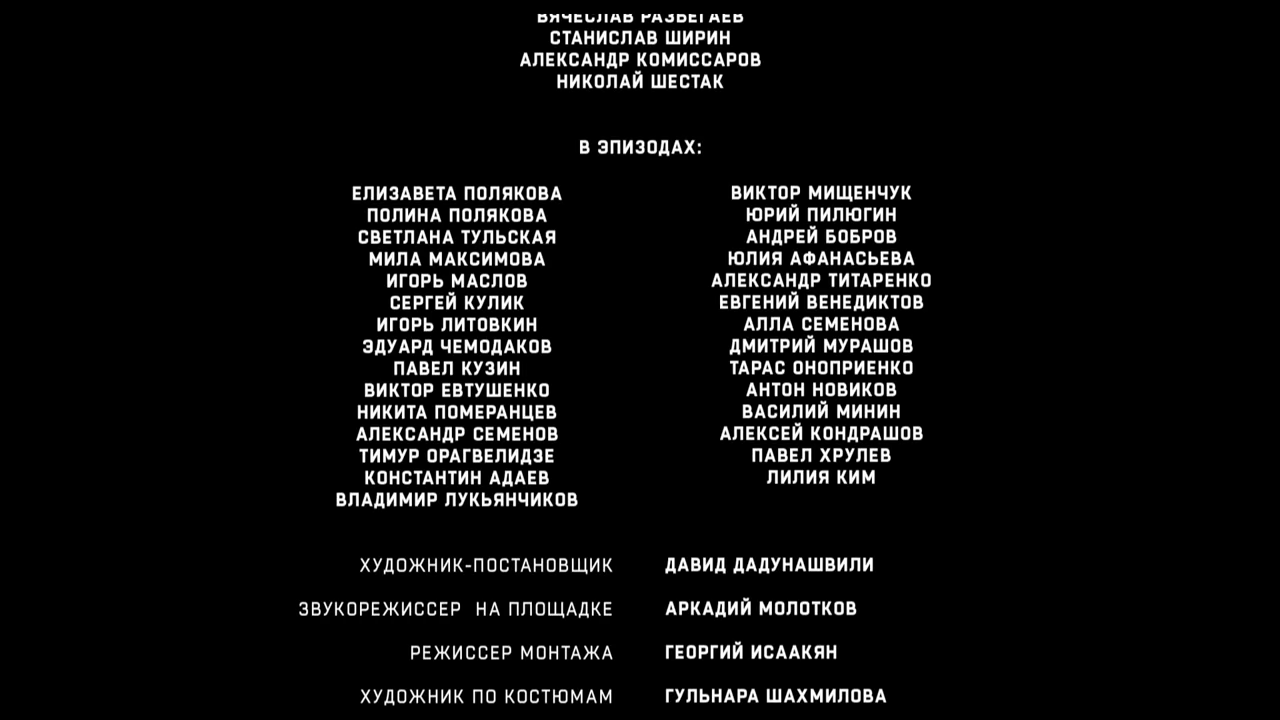 ВЯЧЕСЛАВ РАЗБЕГАЕВ
СТАНИСЛАВ ШИРИН
АЛЕКСАНДР КОМИССАРОВ
НИКОЛАЙ ШЕСТАК
В ЭПИЗОДАХ:
ЕЛИЗАВЕТА ПОЛЯКОВА
ПОЛИНА ПОЛЯКОВА
СВЕТЛАНА ТУЛЬСКАЯ
МИЛА МАКСИМОВА
ИГОРЬ МАСЛОВ
СЕРГЕЙ КУЛИК
ИГОРЬ ЛИТОВКИН
ЭДУАРД ЧЕМОДАКОВ
ПАВЕЛ КУЗИН
ВИКТОР ЕВТУШЕНКО
НИКИТА ПОМЕРАНЦЕВ
АЛЕКСАНДР СЕМЕНОВ
ТИМУР ОРАГВЕЛИДЗЕ
КОНСТАНТИН АДАЕВ
ВЛАДИМИР ЛУКЬЯНЧИКОВ
ВИКТОР МИЩЕНЧУК
ЮРИЙ ПИЛЮГИН
АНДРЕЙ БОБРОВ
ЮЛИЯ АФАНАСЬЕВА
АЛЕКСАНДР ТИТАРЕНКО
ЕВГЕНИЙ ВЕНЕДИКТОВ
АЛЛА СЕМЕНОВА
ДМИТРИЙ МУРАШОВ
ТАРАС ОНОПРИЕНКО
АНТОН НОВИКОВ
ВАСИЛИЙ МИНИН
АЛЕКСЕЙ КОНДРАШОВ
ПАВЕЛ ХРУЛЕВ
ЛИЛИЯ КИМ
ХУДОЖНИК-ПОСТАНОВЩИК ДАВИД ДАДУНАШВИЛИ
ЗВУКОРЕЖИССЕР НА ПЛОЩАДКЕ АРКАДИЙ МОЛОТКОВ
РЕЖИССЕР МОНТАЖА ГЕОРГИЙ ИСААКЯН
ХУДОЖНИК ПО КОСТЮМАМ ГУЛЬНАРА ШАХМИЛОВА